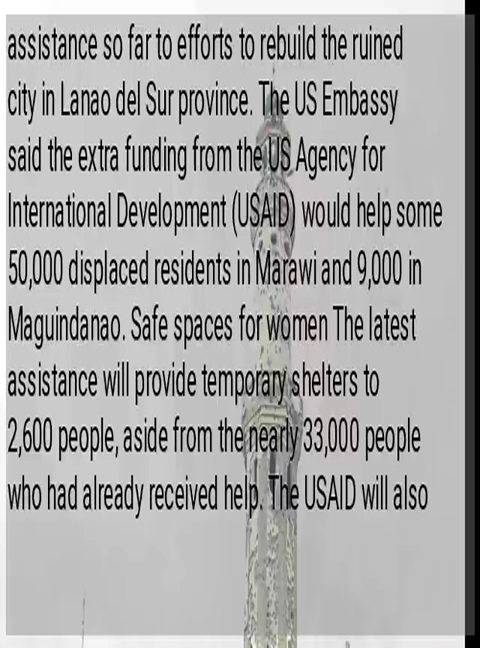 assistance so far to efforts to rebuild the ruined
city in Lanao del Sur province. The US Embassy
said the extra funding from the US Agency for
International Development (USAID) would help some
50,000 displaced residents in Marawi and 9,000 in
Maguindanao. Safe spaces for women The latest
assistance will provide temporary shelters to
2,600 people, aside from the nearly 33,000 people
who had already received help. The USAID will also